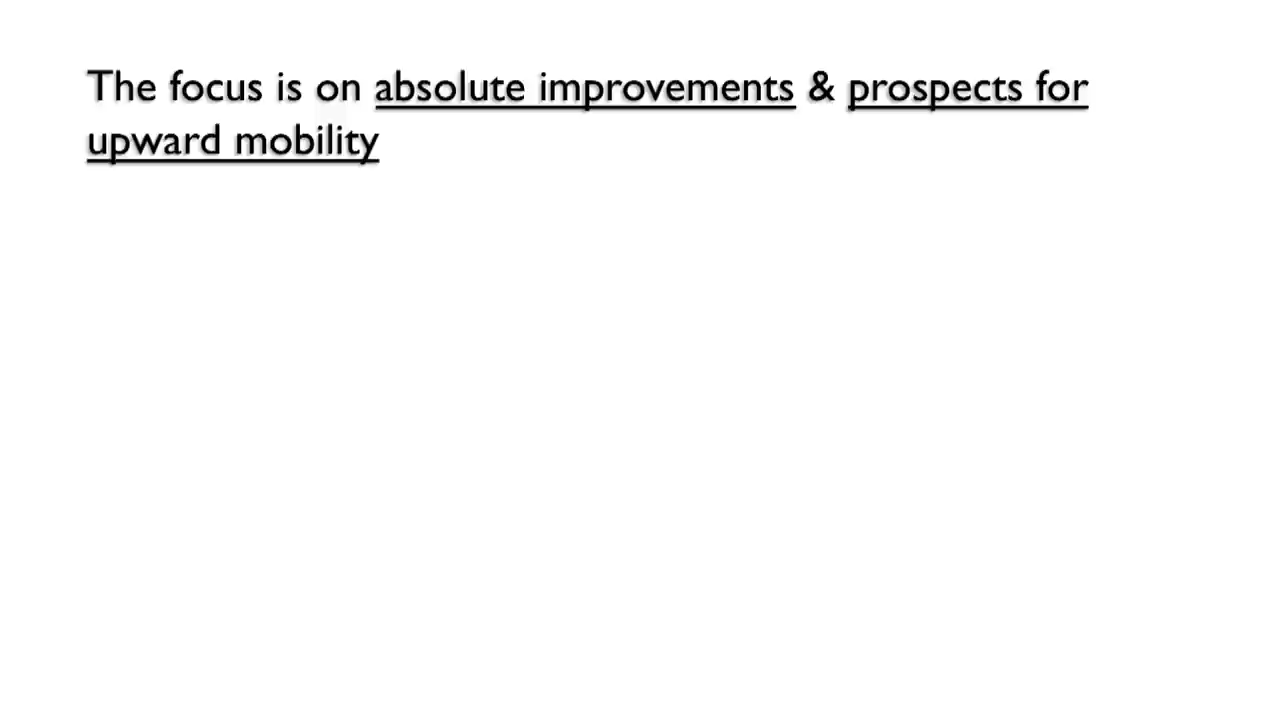 The focus is on absolute improvements & prospects for
upward mobility